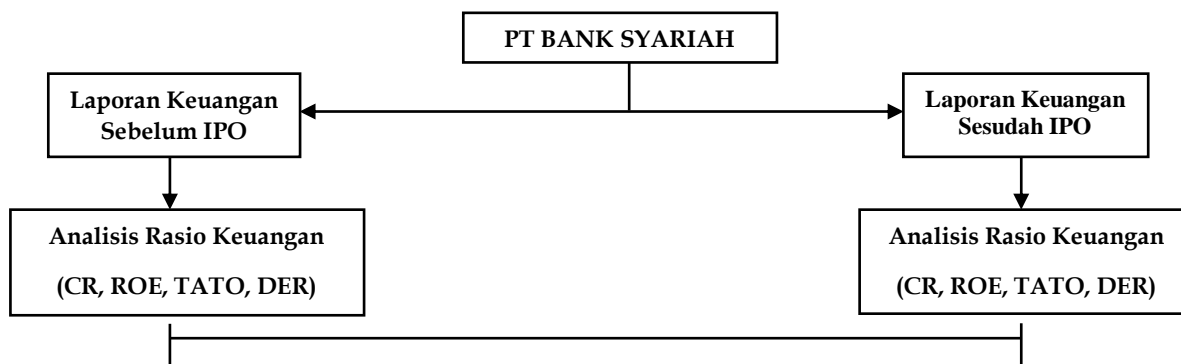 PT BANK SYARIAH
Laporan Keuangan
Sebelum IPO
Laporan Keuangan
Sesudah IPO
Analisis Rasio Keuangan
(CR, ROE, TATO, DER)
Analisis Rasio Keuangan
(CR, ROE, TATO, DER)